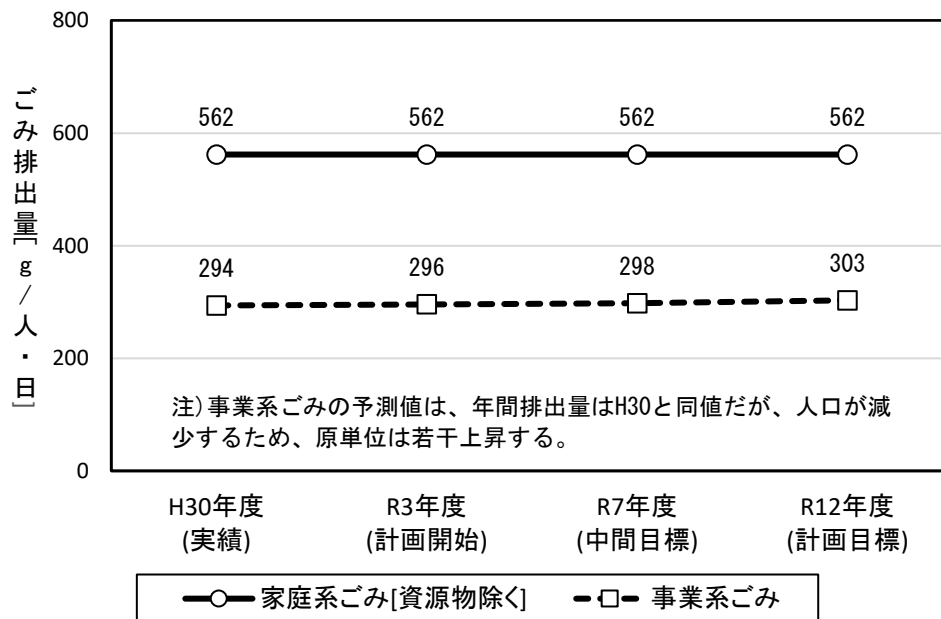 800
600
400
200
0
ごみ排出量[g/人・日]
562
562
562
562
294
296
298
303
注)事業系ごみの予測値は、年間排出量はH30と同値だが、人口が減
少するため、原単位は若干上昇する。
H30年度
(実績)
R3年度
(計画開始)
R7年度
(中間目標)
R12年度
(計画目標)
家庭系ごみ[資源物除く]
事業系ごみ